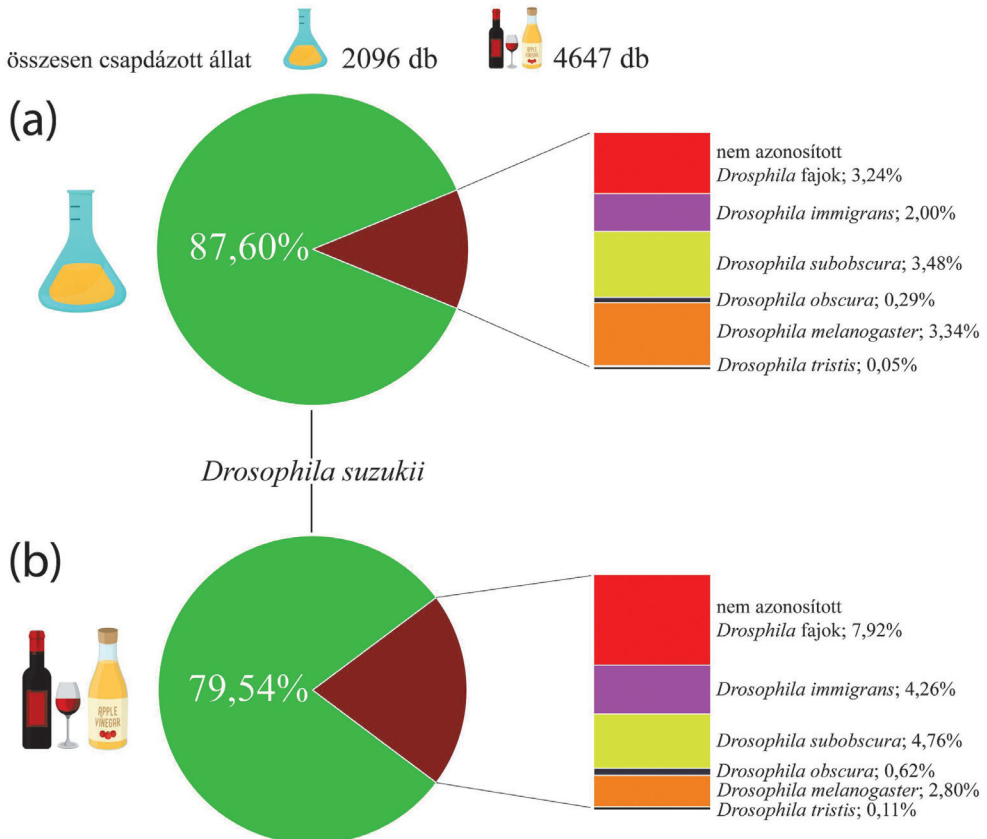 összesen csapdázott állat 2096 db 4647 db
(a)
87,60%
nem azonosított
Drosphila fajok; 3,24%
Drosophila immigrans; 2,00%
Drosophila subobscura; 3,48%
Drosophila obscura; 0,29%
Drosophila melanogaster; 3,34%
Drosophila tristis; 0,05%
Drosophila suzukii
(b)
APPLE
VINEGAR
79,54%
nem azonosított
Drosphila fajok; 7,92%
Drosophila immigrans; 4,26%
Drosophila subobscura; 4,76%
Drosophila obscura; 0,62%
Drosophila melanogaster; 2,80%
Drosophila tristis; 0,11%